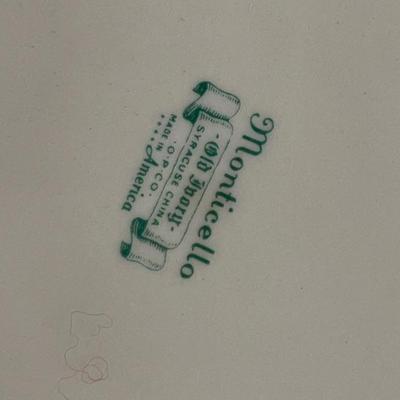 Monticello
Old Ivory
SYRACUSE CHINA
O.P.CO.
MADE IN America